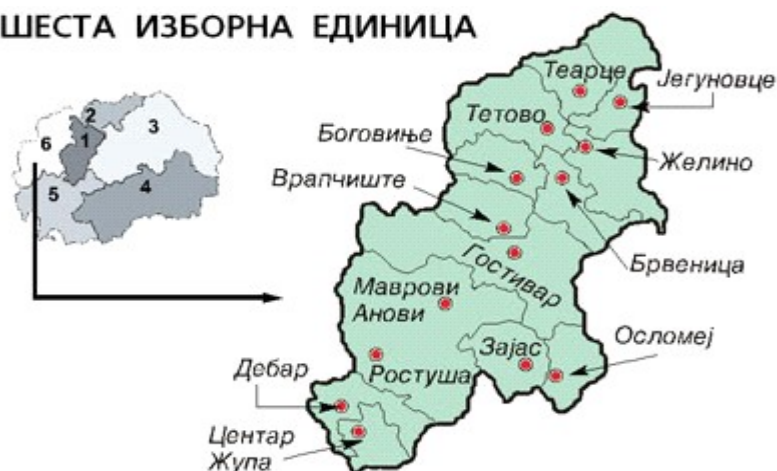 ШЕСТА ИЗБОРНА ЕДИНИЦА
1
2
3
4
5
6
Теарце
Јегуновце
Тетово
Боговиње
Желино
Врапчиште
Брвеница
Гостивар
Маврови
Анови
Зајас
Осломеј
Дебар
Ростуша
Центар
Жупа